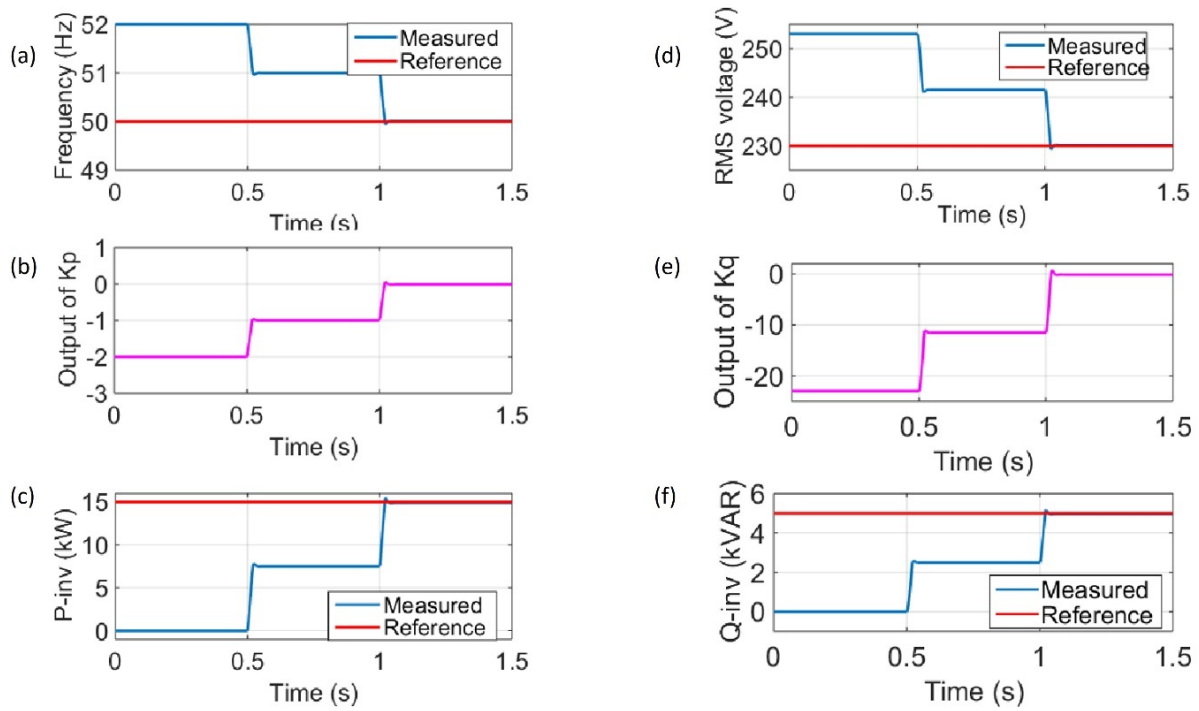 (a)
Frequency (Hz)
52
51
50
49
Measured
Reference
0
0.5
1
1.5
Time (s)
(b)
Output of Kp
1
0
-1
-2
-3
0
0.5
1
1.5
Time (s)
(c)
P-inv (kW)
15
10
5
0
Measured
Reference
0
0.5
1
1.5
Time (s)
(d)
RMS voltage (V)
250
240
230
Measured
Reference
0
0.5
1
1.5
Time (s)
(e)
Output of Kq
0
-10
-20
0
0.5
1
1.5
Time (s)
(f)
Q-inv (kVAR)
6
4
2
0
Measured
Reference
0
0.5
1
1.5
Time (s)